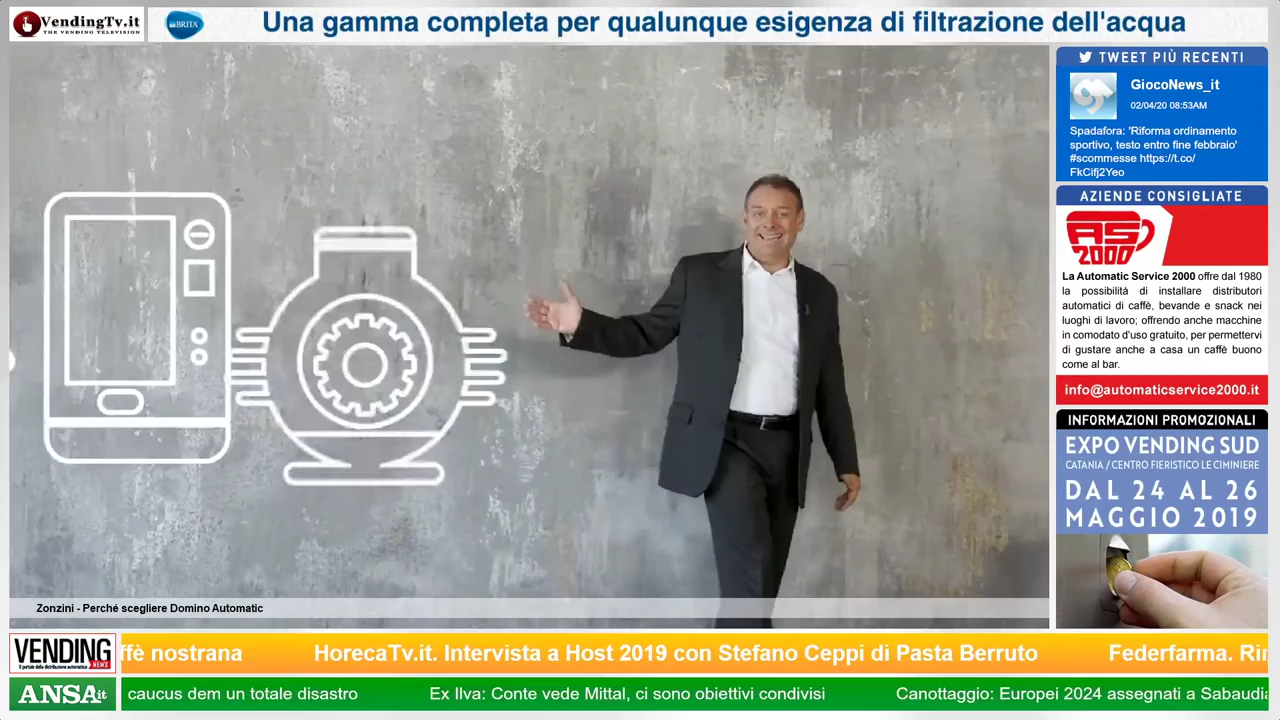 VendingTv.it
THE VENDING TELEVISION
BRITA
Una gamma completa per qualunque esigenza di filtrazione dell'acqua
TWEET PIÙ RECENTI
GiocoNews_it
02/04/20 08:53AM
Spadafora: 'Riforma ordinamento
sportivo, testo entro fine febbraio'
#scommesse https://t.co/
FkCifj2Yeo
AZIENDE CONSIGLIATE
AS
2000
La Automatic Service 2000 offre dal 1980
la possibilità di installare distributori
automatici di caffè, bevande e snack nei
luoghi di lavoro; offrendo anche macchine
in comodato d'uso gratuito, per permettervi
di gustare anche a casa un caffè buono
come al bar.
info@automaticservice2000.it
INFORMAZIONI PROMOZIONALI
EXPO VENDING SUD
CATANIA / CENTRO FIERISTICO LE CIMINIERE
DAL 24 AL 26
MAGGIO 2019
Zonzini - Perché scegliere Domino Automatic
VENDING
NEWS
Il portale della distribuzione automatica
ffè nostrana HorecaTv.it. Intervista a Host 2019 con Stefano Ceppi di Pasta Berruto Federfarma. Rir
ANSA.it
caucus dem un totale disastro Ex Ilva: Conte vede Mittal, ci sono obiettivi condivisi Canottaggio: Europei 2024 assegnati a Sabaudia